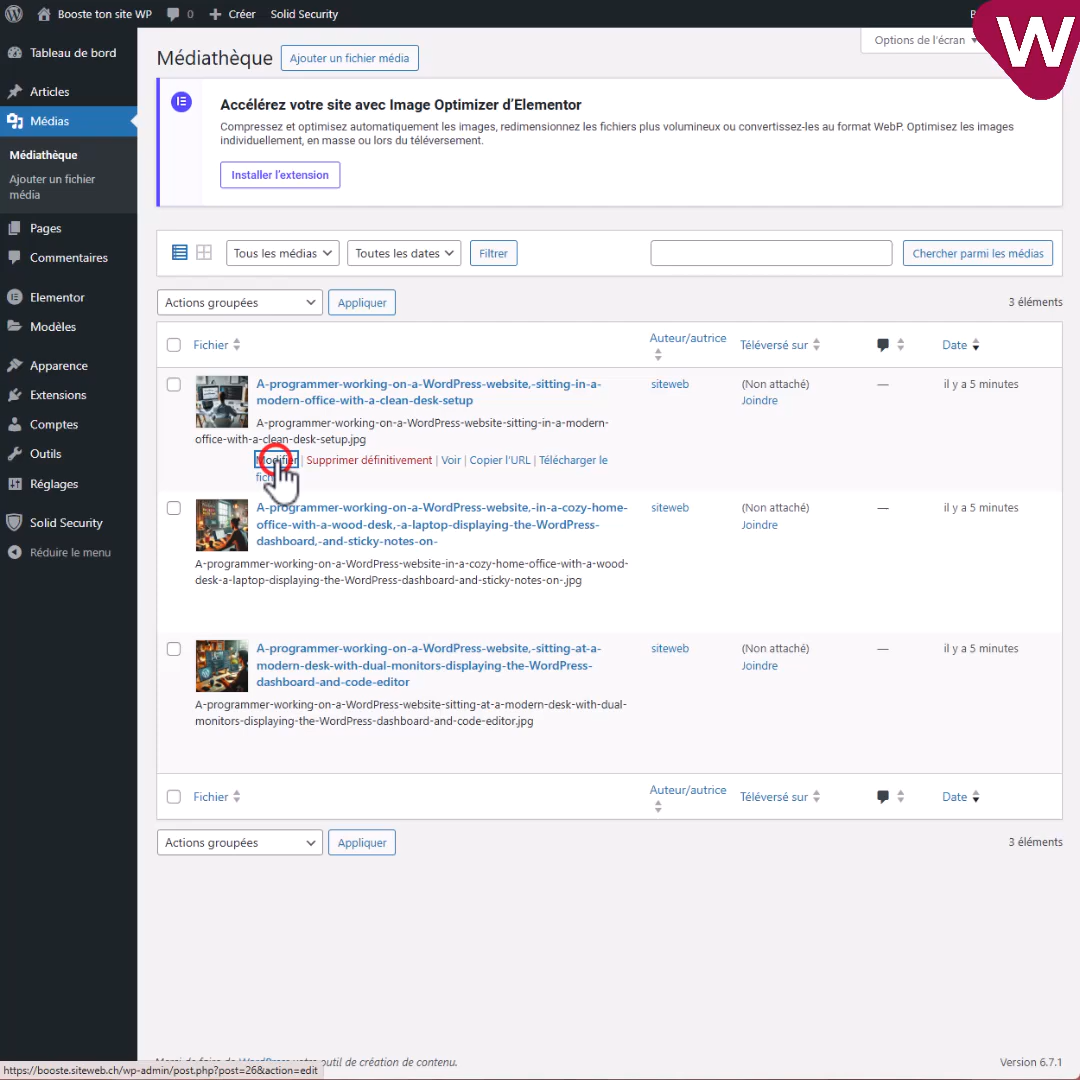 Booste ton site WP 0 Créer Solid Security
Options de l'écran
W
Tableau de bord
Articles
Médias
Médiathèque
Ajouter un fichier
média
Pages
Commentaires
Elementor
Modèles
Apparence
Extensions
Comptes
Outils
Réglages
Solid Security
Réduire le menu
Médiathèque Ajouter un fichier média
Accélérez votre site avec Image Optimizer d'Elementor
Compressez et optimisez automatiquement les images, redimensionnez les fichiers plus volumineux ou convertissez-les au format WebP. Optimisez les images
individuellement, en masse ou lors du téléversement.
Installer l'extension
Tous les médias Toutes les dates Filtrer Chercher parmi les médias
Actions groupées Appliquer 3 éléments
Fichier Auteur/autrice Téléversé sur Date
A-programmer-working-on-a-WordPress-website,-sitting-in-a-
modern-office-with-a-clean-desk-setup
siteweb (Non attaché) — il y a 5 minutes
Joindre
A-programmer-working-on-a-WordPress-website-sitting-in-a-modern-
office-with-a-clean-desk-setup.jpg
Modifier | Supprimer définitivement | Voir | Copier l'URL | Télécharger le
A-programmer-working-on-a-WordPress-website,-in-a-cozy-home-
office-with-a-wood-desk,-a-laptop-displaying-the-WordPress-
dashboard,-and-sticky-notes-on-
siteweb (Non attaché) — il y a 5 minutes
Joindre
A-programmer-working-on-a-WordPress-website-in-a-cozy-home-office-with-a-wood-
desk-a-laptop-displaying-the-WordPress-dashboard-and-sticky-notes-on-.jpg
A-programmer-working-on-a-WordPress-website,-sitting-at-a-
modern-desk-with-dual-monitors-displaying-the-WordPress-
dashboard-and-code-editor
siteweb (Non attaché) — il y a 5 minutes
Joindre
A-programmer-working-on-a-WordPress-website-sitting-at-a-modern-desk-with-dual-
monitors-displaying-the-WordPress-dashboard-and-code-editor.jpg
Fichier Auteur/autrice Téléversé sur Date
Actions groupées Appliquer 3 éléments
Merci de faire de WordPress votre outil de création de contenu. Version 6.7.1
https://booste.siteweb.ch/wp-admin/post.php?post=26&action=edit